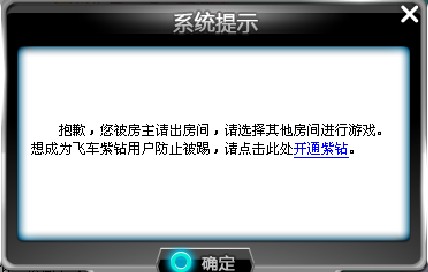 系统提示
抱歉，您被房主请出房间，请选择其他房间进行游戏。
想成为飞车紫钻用户防止被踢，请点击此处开通紫钻。
确定